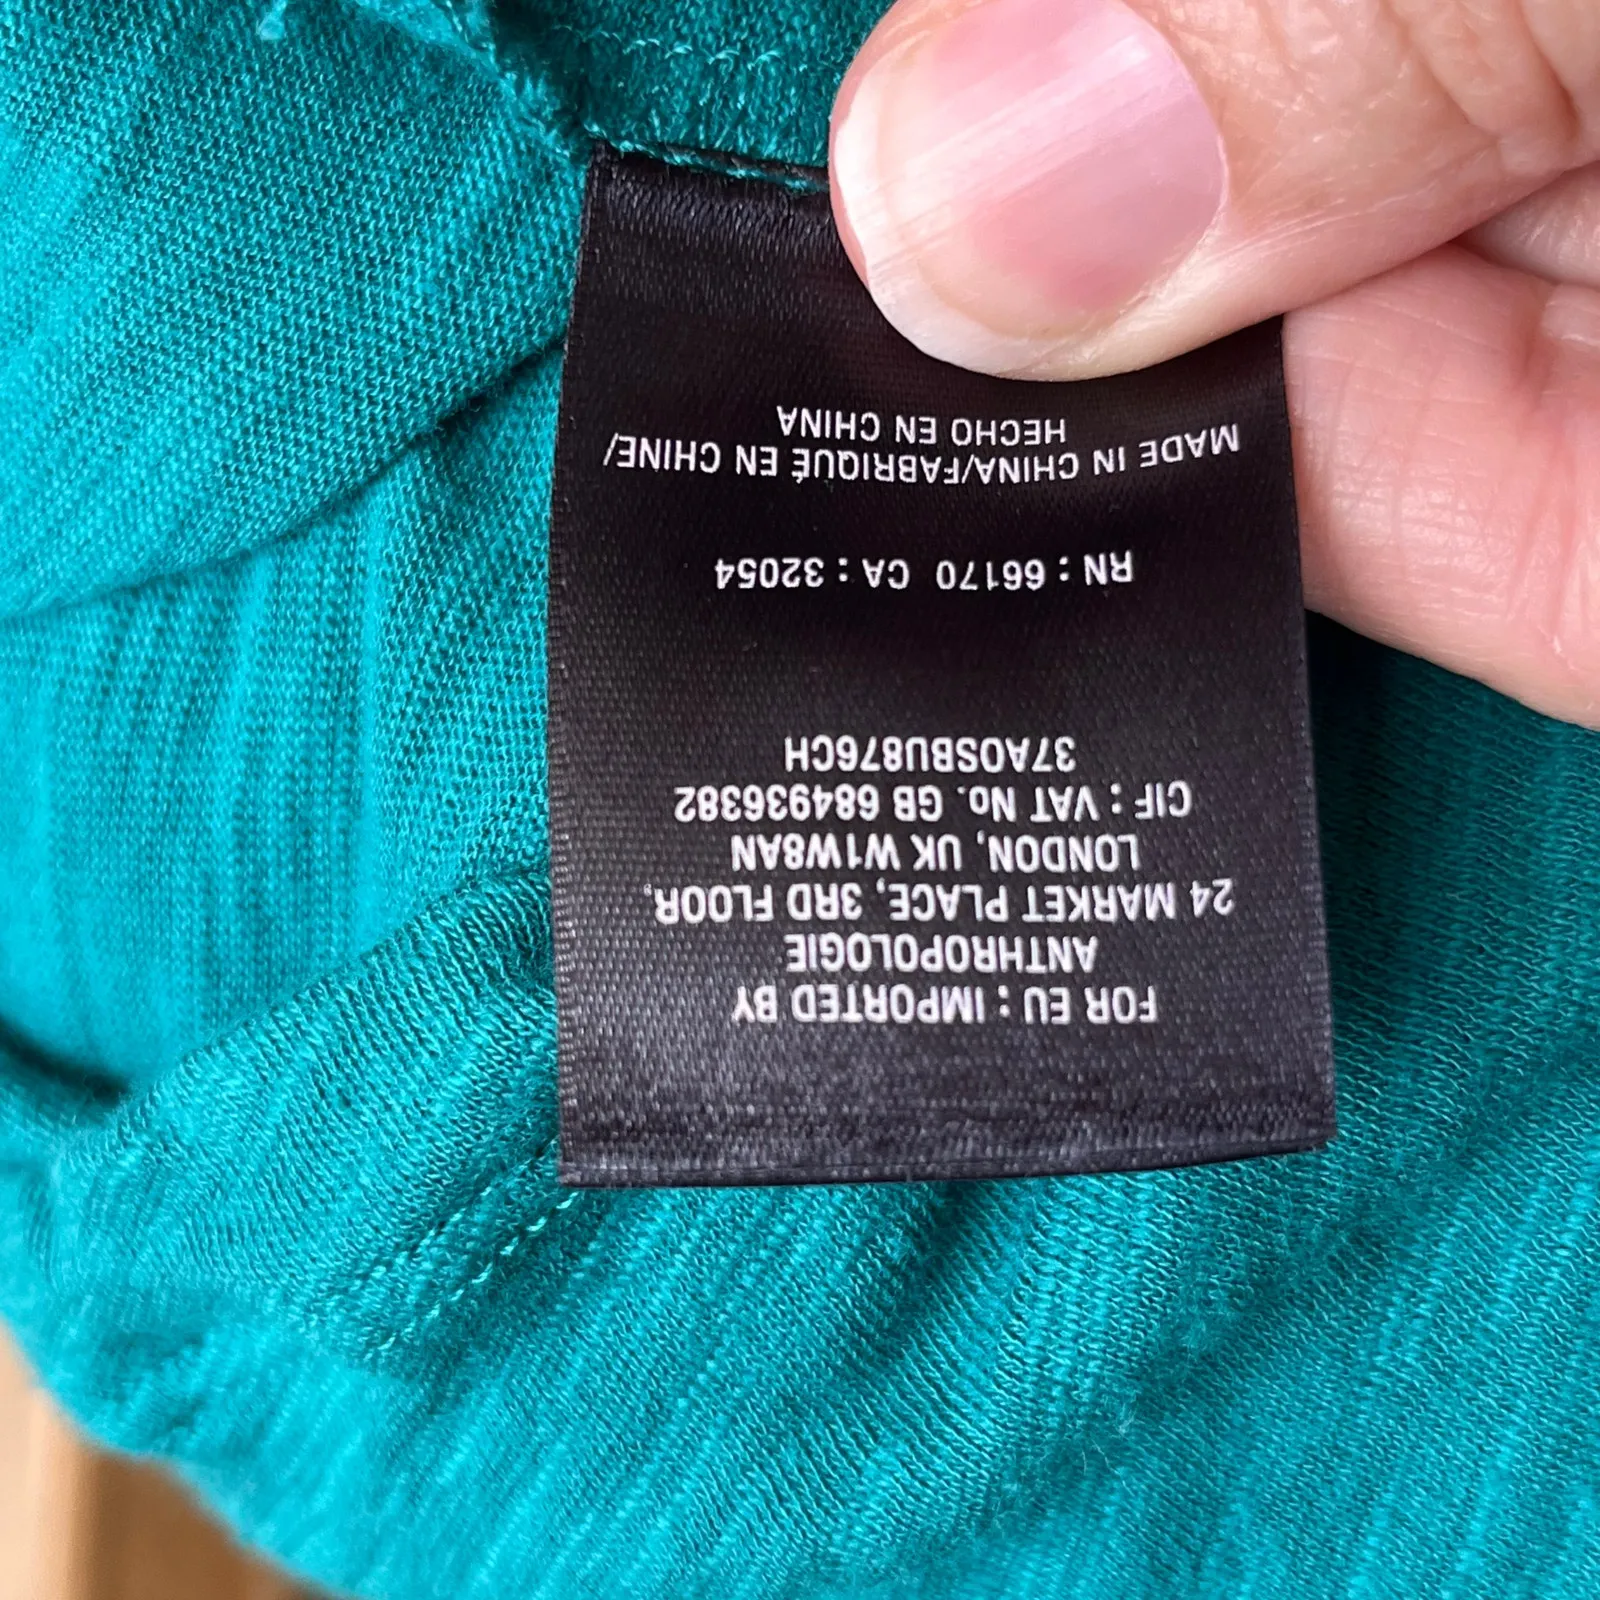 FOR EU : IMPORTED BY
ANTHROPOLOGIE
24 MARKET PLACE, 3RD FLOOR,
LONDON, UK W1W8AN
CIF : VAT No. GB 684936382
37AOSBU876CH
RN : 66170 CA : 32054
MADE IN CHINA/FABRIQUÉ EN CHINE/
HECHO EN CHINA